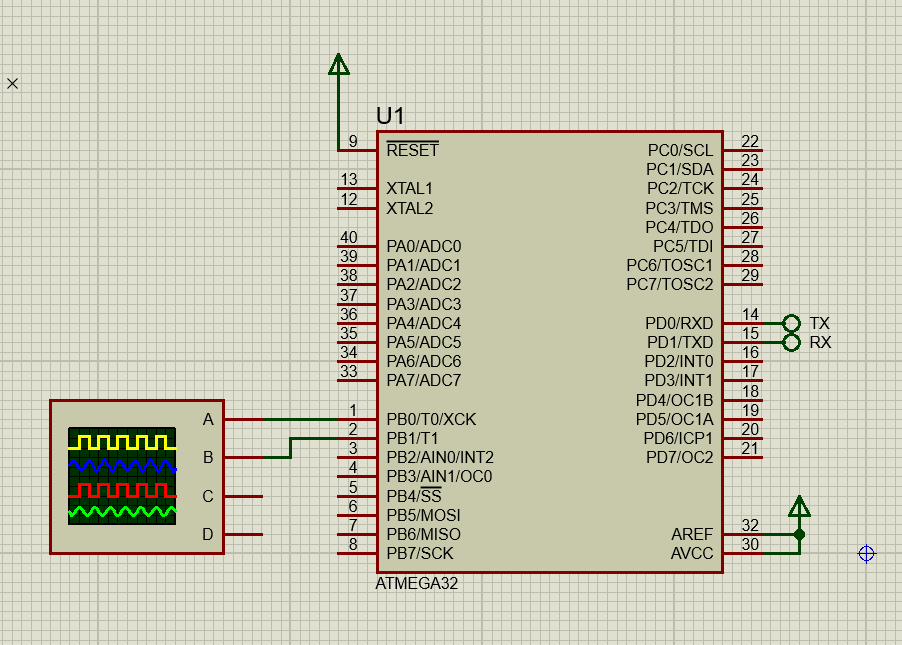 U1
9 RESET
13 XTAL1
12 XTAL2
40 PA0/ADC0
39 PA1/ADC1
38 PA2/ADC2
37 PA3/ADC3
36 PA4/ADC4
35 PA5/ADC5
34 PA6/ADC6
33 PA7/ADC7
1 PB0/T0/XCK
2 PB1/T1
3 PB2/AIN0/INT2
4 PB3/AIN1/OC0
5 PB4/SS
6 PB5/MOSI
7 PB6/MISO
8 PB7/SCK
PC0/SCL 22
PC1/SDA 23
PC2/TCK 24
PC3/TMS 25
PC4/TDO 26
PC5/TDI 27
PC6/TOSC1 28
PC7/TOSC2 29
PD0/RXD 14 TX
PD1/TXD 15 RX
PD2/INT0 16
PD3/INT1 17
PD4/OC1B 18
PD5/OC1A 19
PD6/ICP1 20
PD7/OC2 21
AREF 32
AVCC 30
ATMEGA32
A
B
C
D